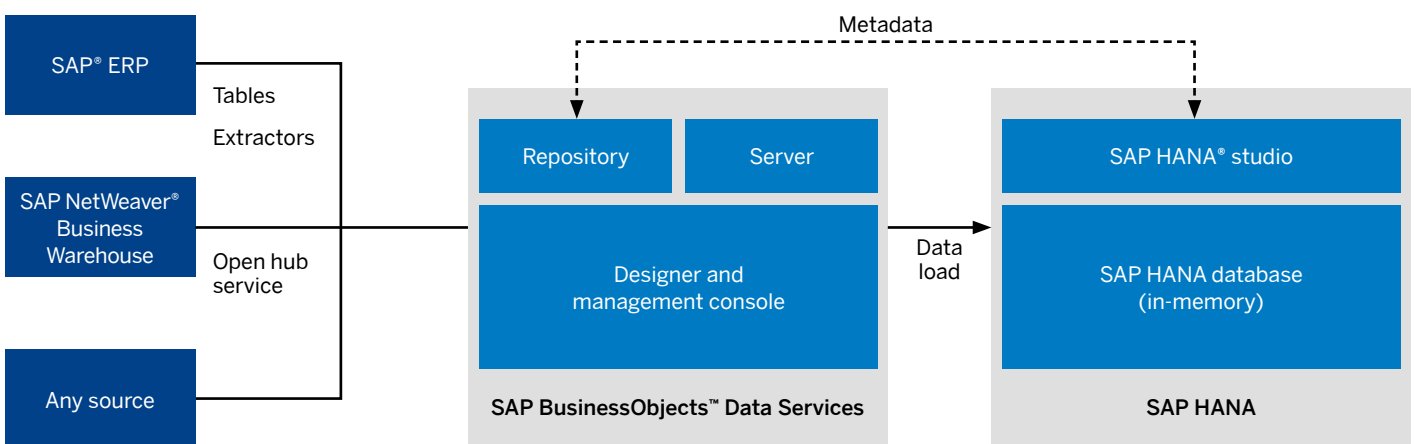 Metadata
SAP® ERP
Tables
Extractors
SAP NetWeaver®
Business
Warehouse
Open hub
service
Any source
Repository
Server
Designer and
management console
SAP BusinessObjects™ Data Services
Data
load
SAP HANA® studio
SAP HANA database
(in-memory)
SAP HANA